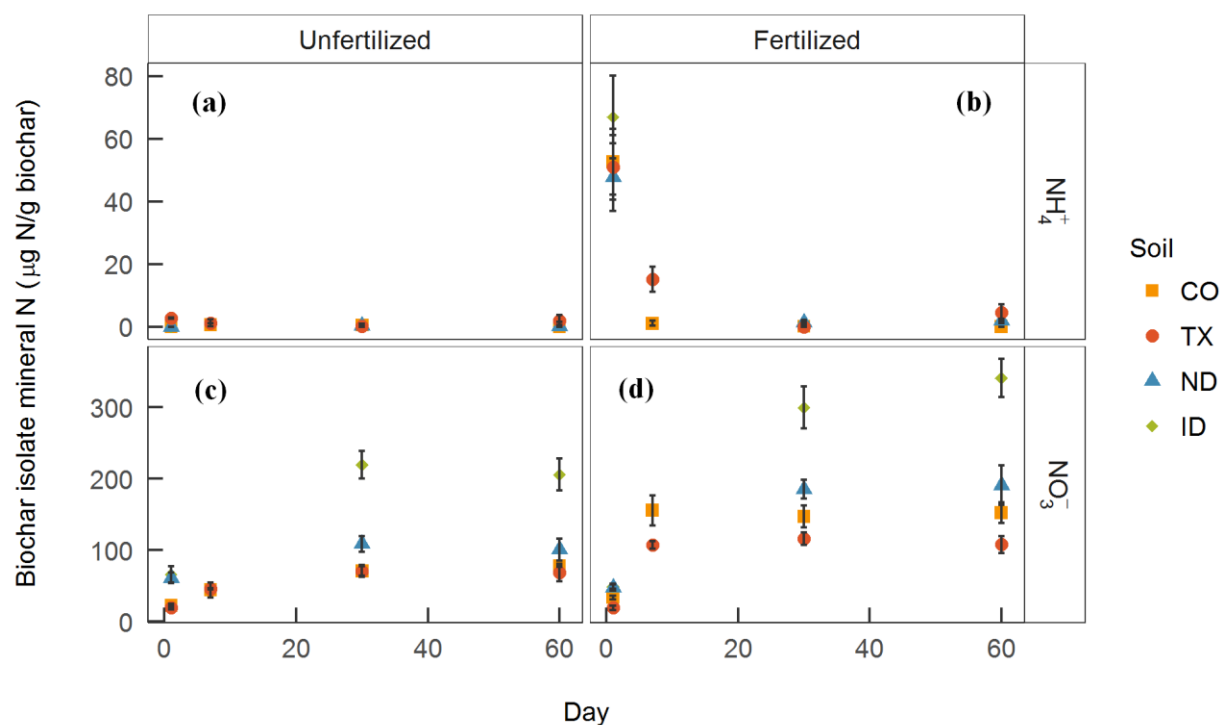 Unfertilized
Fertilized
Biochar isolate mineral N (μg N/g biochar)
(a)
(b)
80
60
40
20
0
NH₄⁺
(c)
(d)
300
200
100
0
NO₃⁻
0 20 40 60
0 20 40 60
Day
Soil
CO
TX
ND
ID